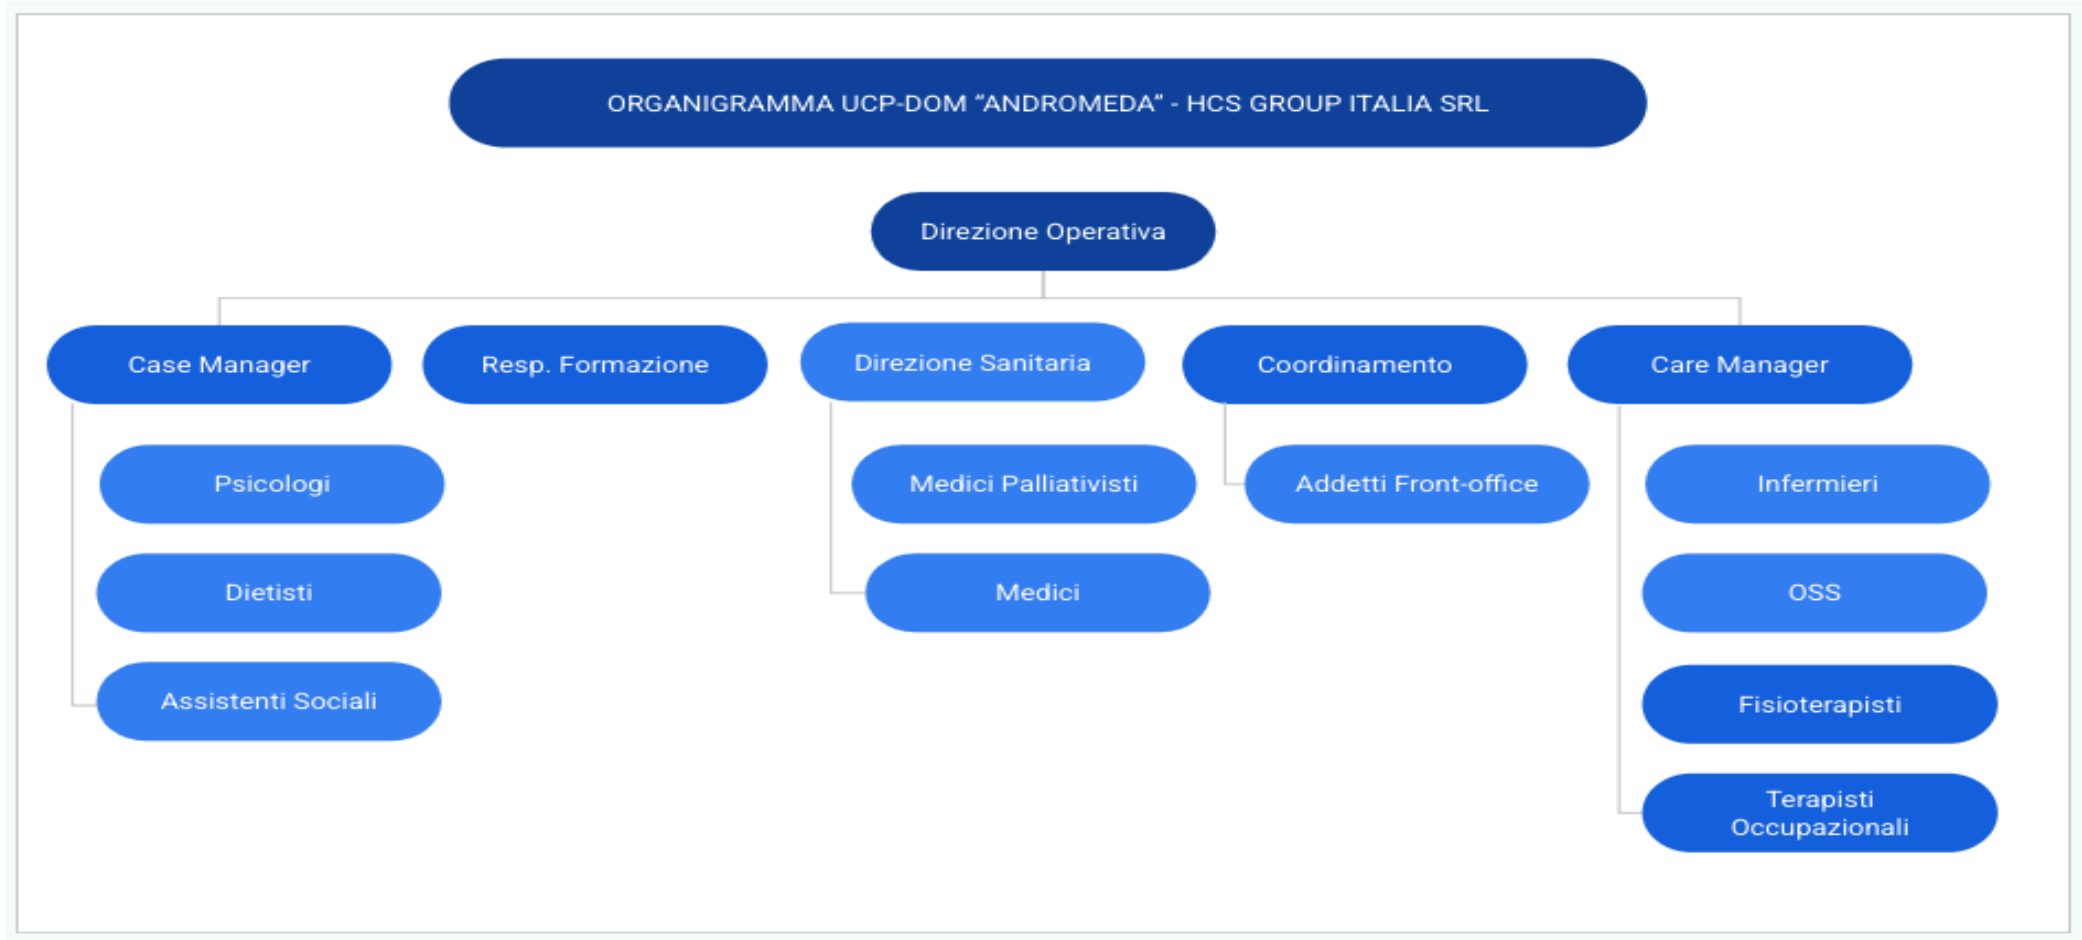 ORGANIGRAMMA UCP-DOM “ANDROMEDA” - HCS GROUP ITALIA SRL
Direzione Operativa
Case Manager
Resp. Formazione
Direzione Sanitaria
Coordinamento
Care Manager
Psicologi
Medici Palliativisti
Addetti Front-office
Infermieri
Dietisti
Medici
OSS
Assistenti Sociali
Fisioterapisti
Terapisti
Occupazionali